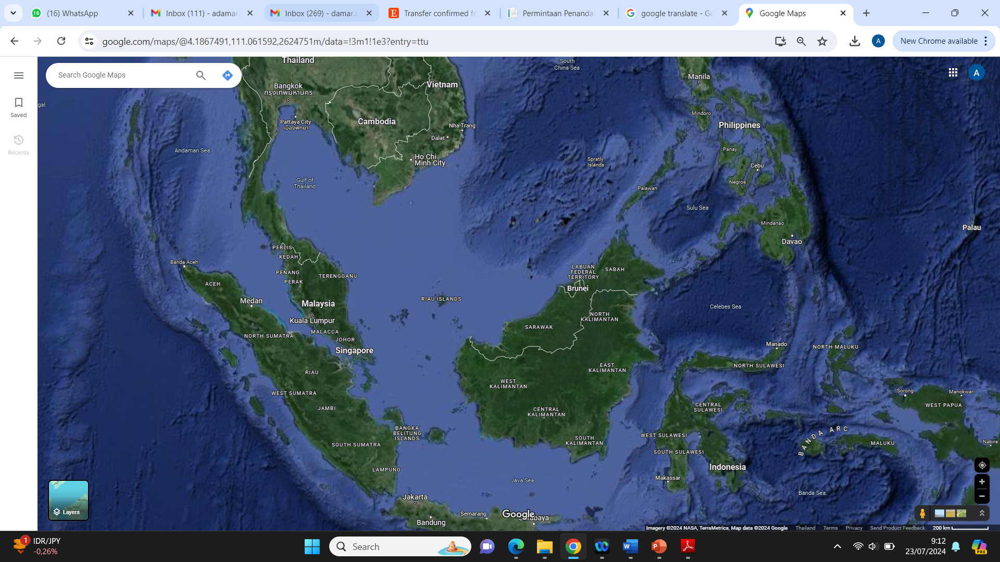 (16) WhatsApp
Inbox (111) - adamar
Inbox (269) - damar.a
Transfer confirmed fo
Permintaan Penanda
google translate - Go
Google Maps
google.com/maps/@4.1867491,111.061592,2624751m/data=!3m1!1e3?entry=ttu
A
New Chrome available
Search Google Maps
Saved
Recents
A
gal
Thailand
Bangkok
กรุงเทพมหานคร
Pattaya City
เมืองพัทยา
Vietnam
Cambodia
Nha Trang
Dalat
Ho Chi
Minh City
South
China Sea
Manila
Mindoro
Philippines
Panay
Cebu
Negros
Spratly
Islands
Palawan
Sulu Sea
Mindanao
Davao
Palau
Andaman Sea
Gulf of
Thailand
PERLIS
KEDAH
PENANG
PERAK
TERENGGANU
Banda Aceh
ACEH
Medan
Malaysia
Kuala Lumpur
MALACCA
JOHOR
Singapore
NORTH SUMATRA
RIAU ISLANDS
LABUAN
FEDERAL
TERRITORY
SABAH
Brunei
NORTH
KALIMANTAN
SARAWAK
Celebes Sea
Manado
NORTH MALUKU
NORTH SULAWESI
EAST
KALIMANTAN
WEST
KALIMANTAN
CENTRAL
KALIMANTAN
SOUTH
KALIMANTAN
RIAU
WEST SUMATRA
JAMBI
BANGKA
BELITUNG
ISLANDS
SOUTH SUMATRA
LAMPUNG
CENTRAL
SULAWESI
WEST SULAWESI
SOUTH SULAWESI
Sorong
Manokwari
WEST PAPUA
BANDA ARC
MALUKU
Nabire
Indonesia
Makassar
Java Sea
Banda Sea
Jakarta
Bandung
Semarang
Google
Layers
Imagery ©2024 NASA, TerraMetrics, Map data ©2024 Google
Thailand
Terms
Privacy
Send Product Feedback
200 km
1
IDR/JPY
-0,26%
Search
9:12
23/07/2024
PRE